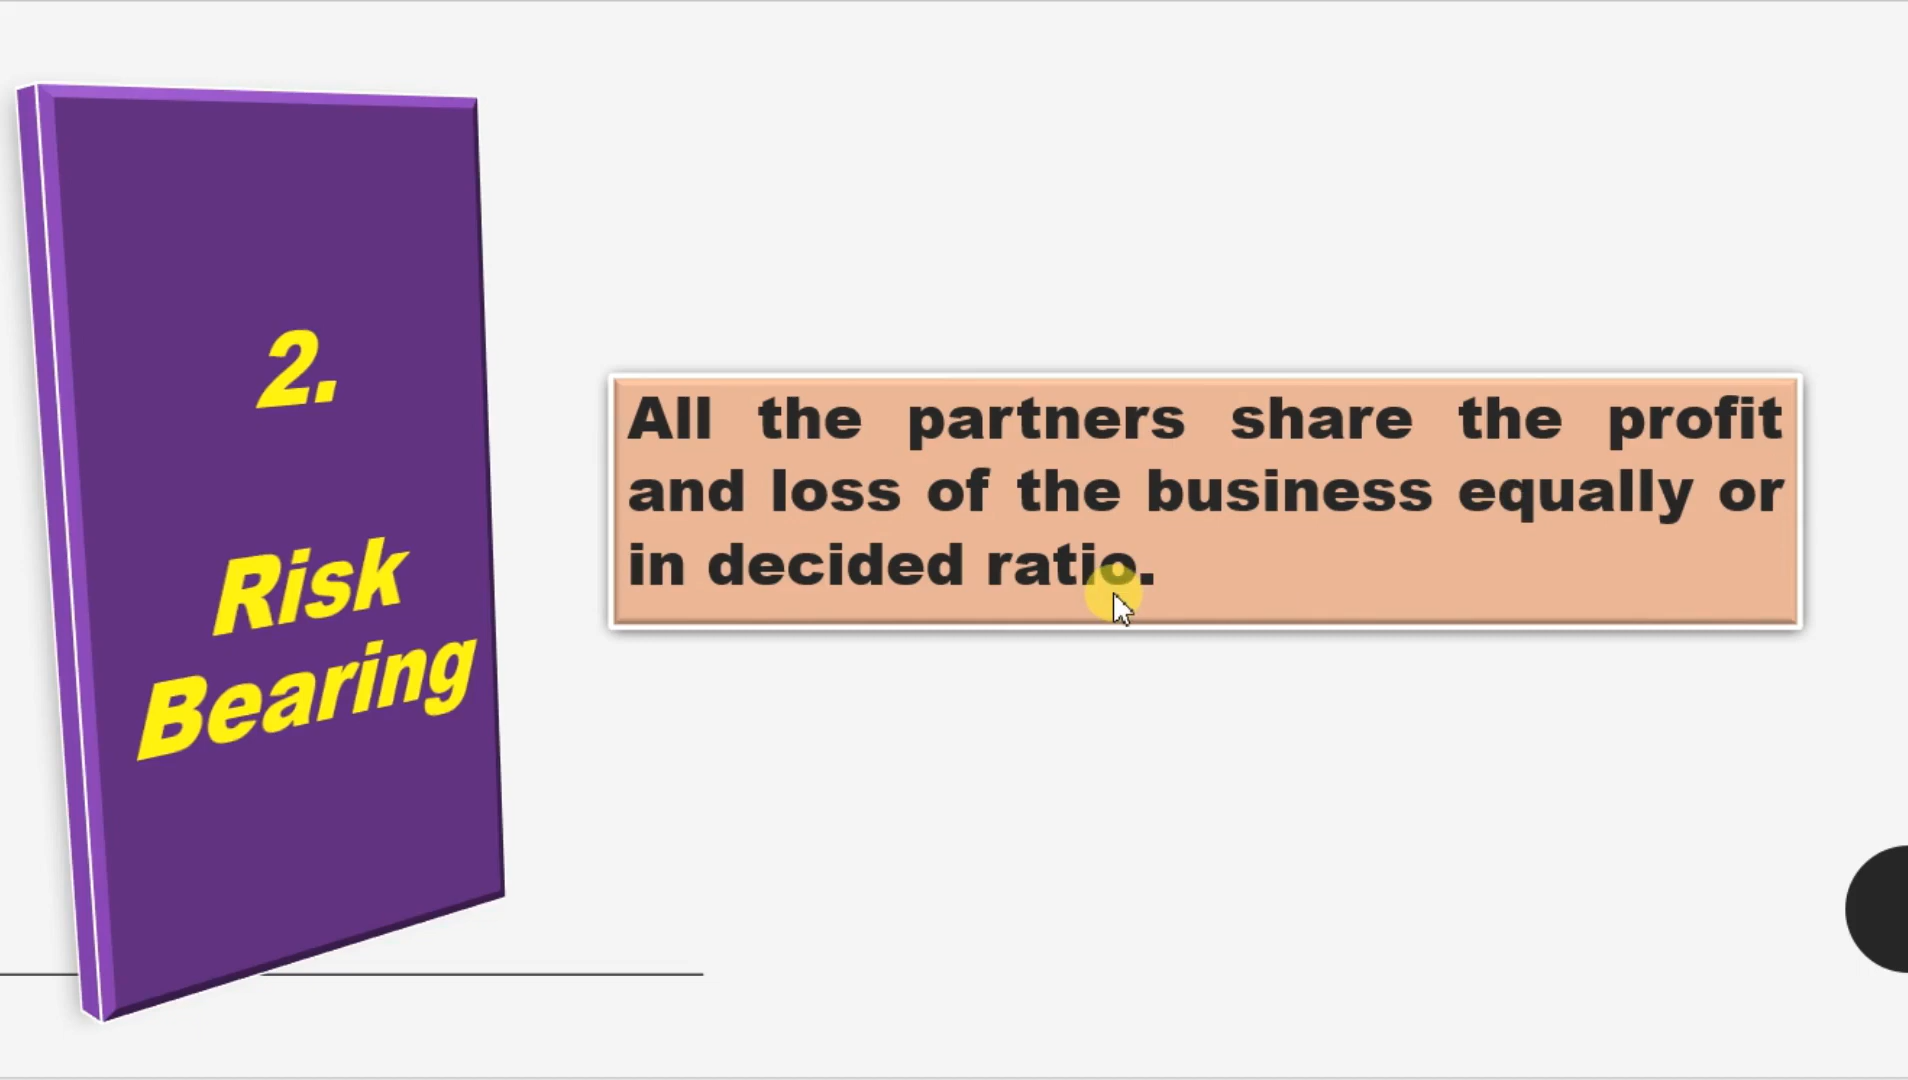 2.
Risk
Bearing
All the partners share the profit
and loss of the business equally or
in decided ratio.